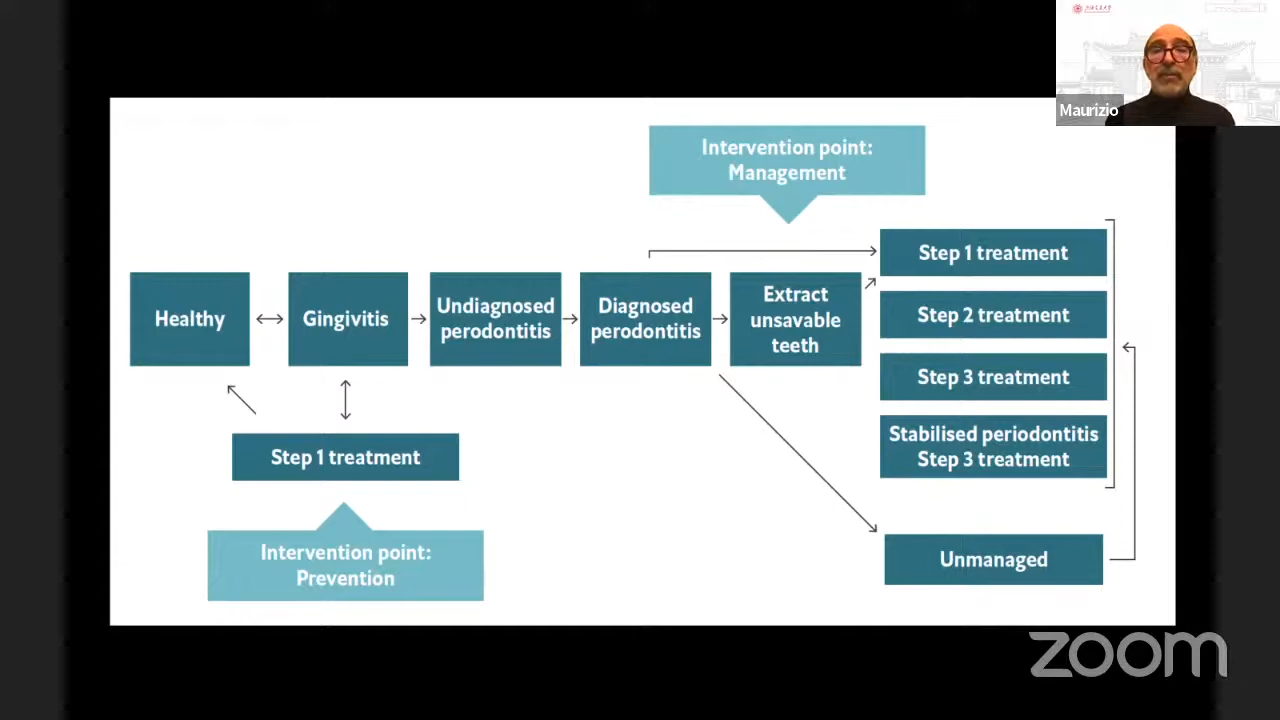 Maurizio
Intervention point:
Management
Healthy
Gingivitis
Undiagnosed
perodontitis
Diagnosed
perodontitis
Extract
unsavable
teeth
Step 1 treatment
Step 2 treatment
Step 3 treatment
Stabilised periodontitis
Step 3 treatment
Step 1 treatment
Intervention point:
Prevention
Unmanaged
zoom